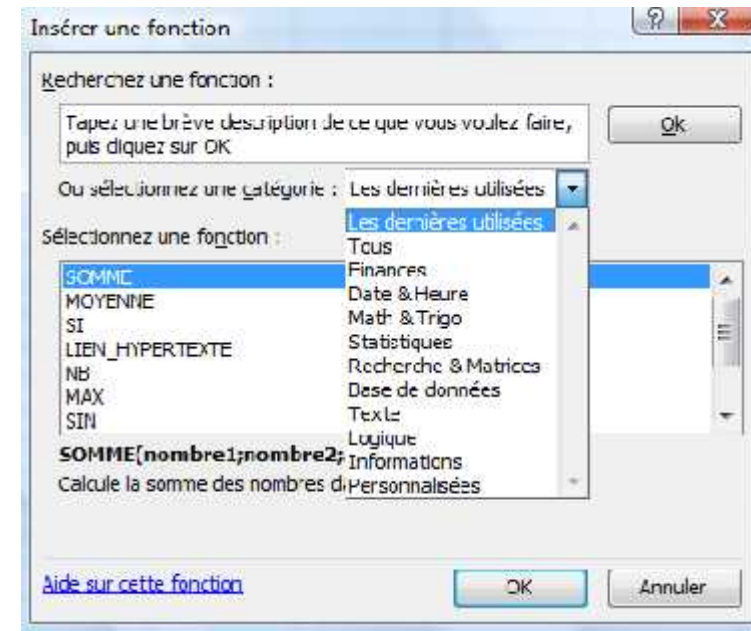 Insérer une fonction
Recherchez une fonction :
Tapez une brève description de ce que vous voulez faire,
puis cliquez sur OK
Ok
Ou sélectionnez une catégorie : Les dernières utilisées
Les dernières utilisées
Tous
Finances
Date & Heure
Math & Trigo
Statistiques
Recherche & Matrices
Base de données
Texte
Logique
Informations
Personnalisées
Sélectionnez une fonction :
SOMME
MOYENNE
SI
LIEN_HYPERTEXTE
NB
MAX
SIN
SOMME(nombre1;nombre2;
Calcule la somme des nombres d
Aide sur cette fonction
OK
Annuler